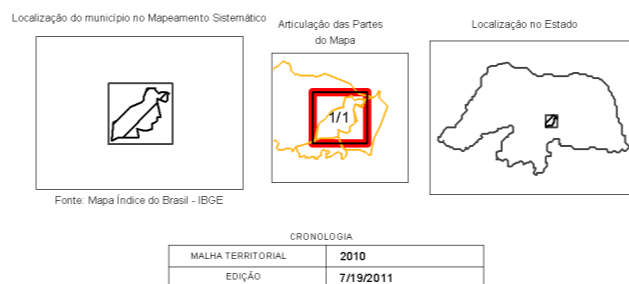 Localização do município no Mapeamento Sistemático
Articulação das Partes
do Mapa
Localização no Estado
1/1
Fonte: Mapa Índice do Brasil - IBGE
CRONOLOGIA
MALHA TERRITORIAL 2010
EDIÇÃO 7/19/2011